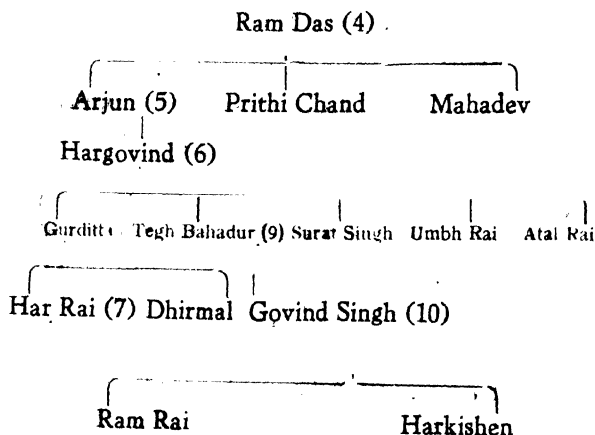 Ram Das (4)
Arjun (5) Prithi Chand Mahadev
Hargovind (6)
Gurditt Tegh Bahadur (9) Surat Singh Umbh Rai Atal Rai
Har Rai (7) Dhirmal Govind Singh (10)
Ram Rai Harkishen